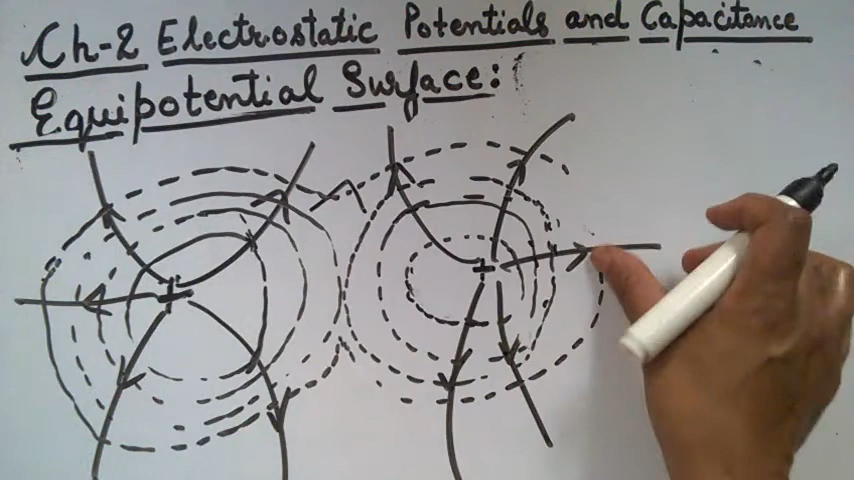 Ch-2 Electrostatic Potentials and Capacitance
Equipotential Surface:
+ +